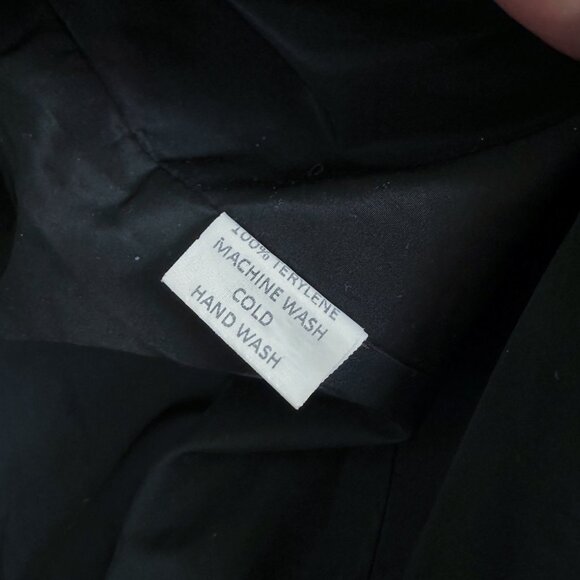 100% TERYLENE
MACHINE WASH
COLD
HAND WASH